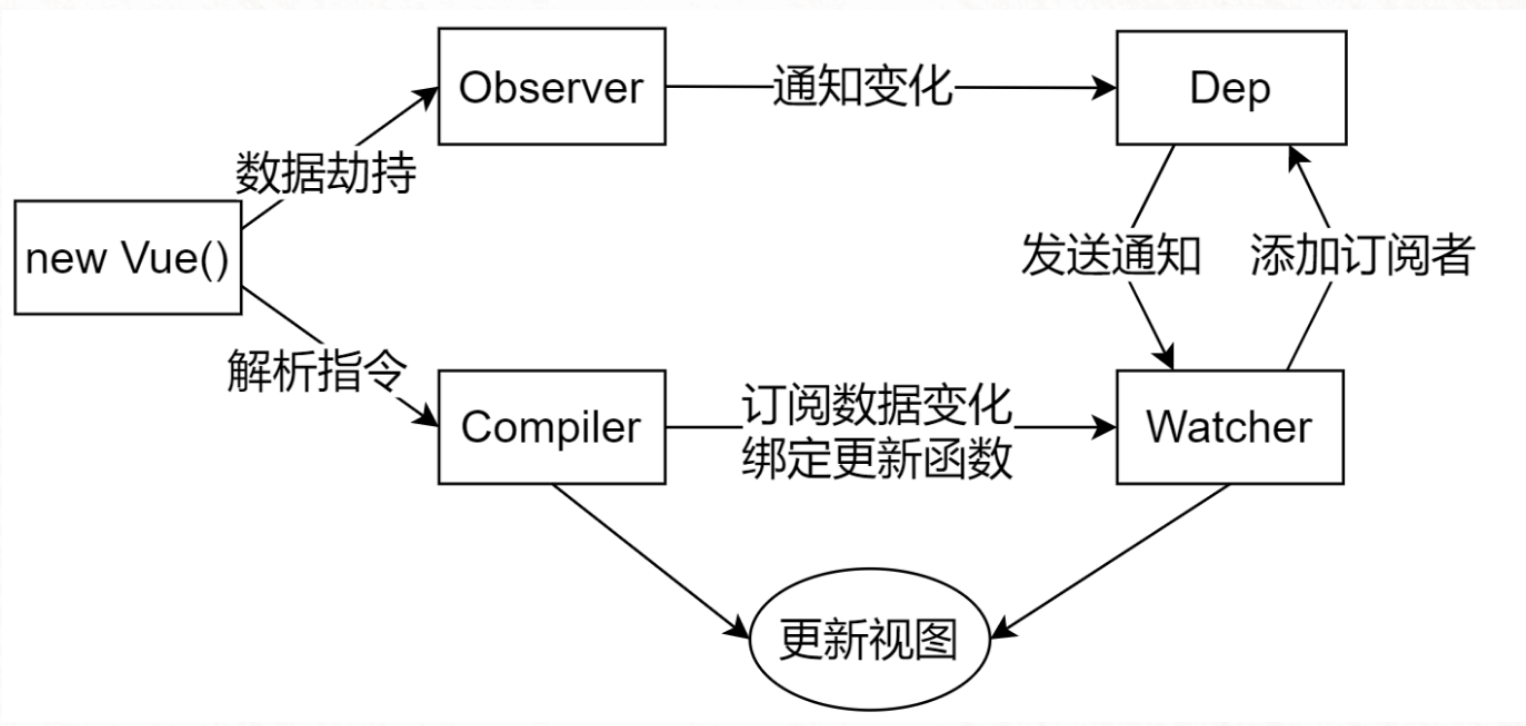 Observer
通知变化
Dep
数据劫持
new Vue()
发送通知
添加订阅者
解析指令
Compiler
订阅数据变化
绑定更新函数
Watcher
更新视图